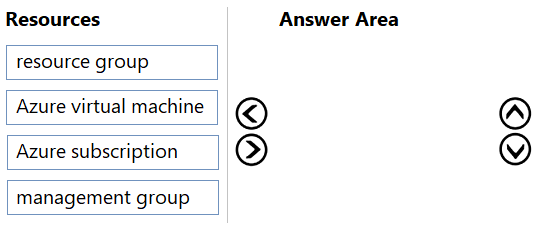 Resources
Answer Area
resource group
Azure virtual machine
Azure subscription
management group